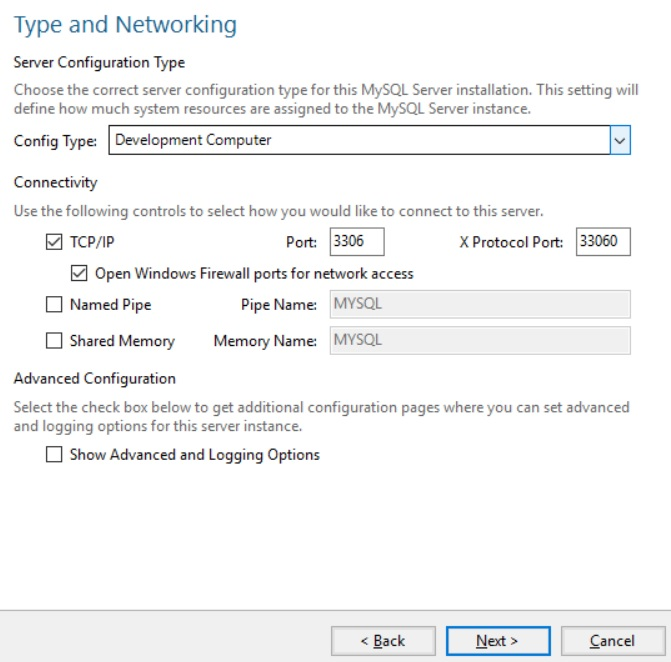 Type and Networking
Server Configuration Type
Choose the correct server configuration type for this MySQL Server installation. This setting will
define how much system resources are assigned to the MySQL Server instance.
Config Type: Development Computer
Connectivity
Use the following controls to select how you would like to connect to this server.
TCP/IP Port: 3306 X Protocol Port: 33060
Open Windows Firewall ports for network access
Named Pipe Pipe Name: MYSQL
Shared Memory Memory Name: MYSQL
Advanced Configuration
Select the check box below to get additional configuration pages where you can set advanced
and logging options for this server instance.
Show Advanced and Logging Options
< Back Next > Cancel